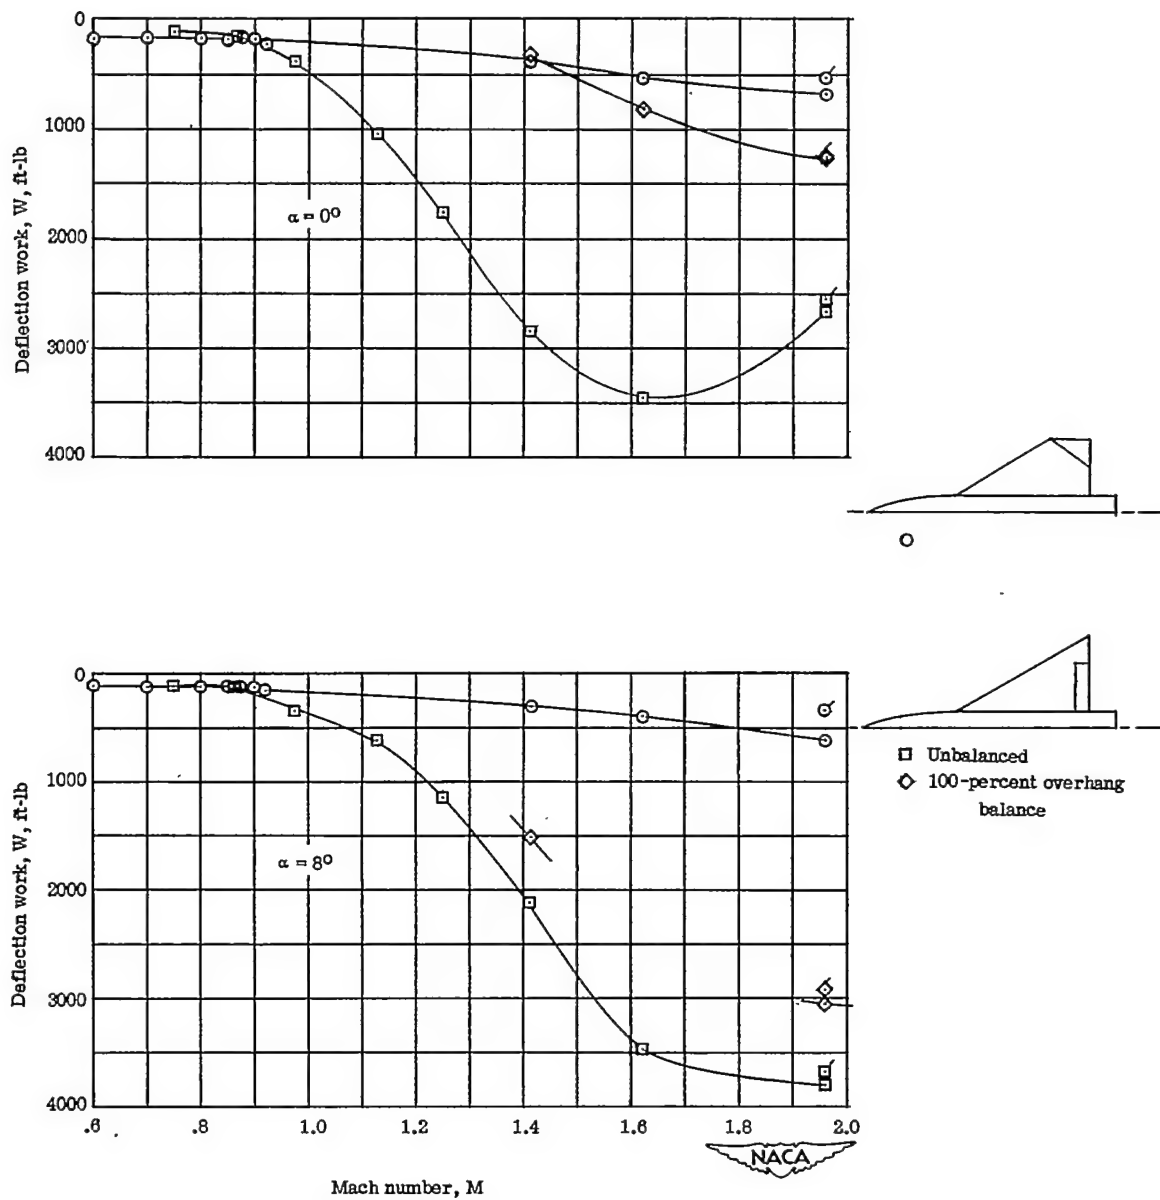 0
1000
2000
3000
4000
Deflection work, W, ft-lb
α = 0°
0
1000
2000
3000
4000
Deflection work, W, ft-lb
α = 8°
Unbalanced
100-percent overhang
balance
.6 .8 1.0 1.2 1.4 1.6 1.8 2.0
NACA
Mach number, M